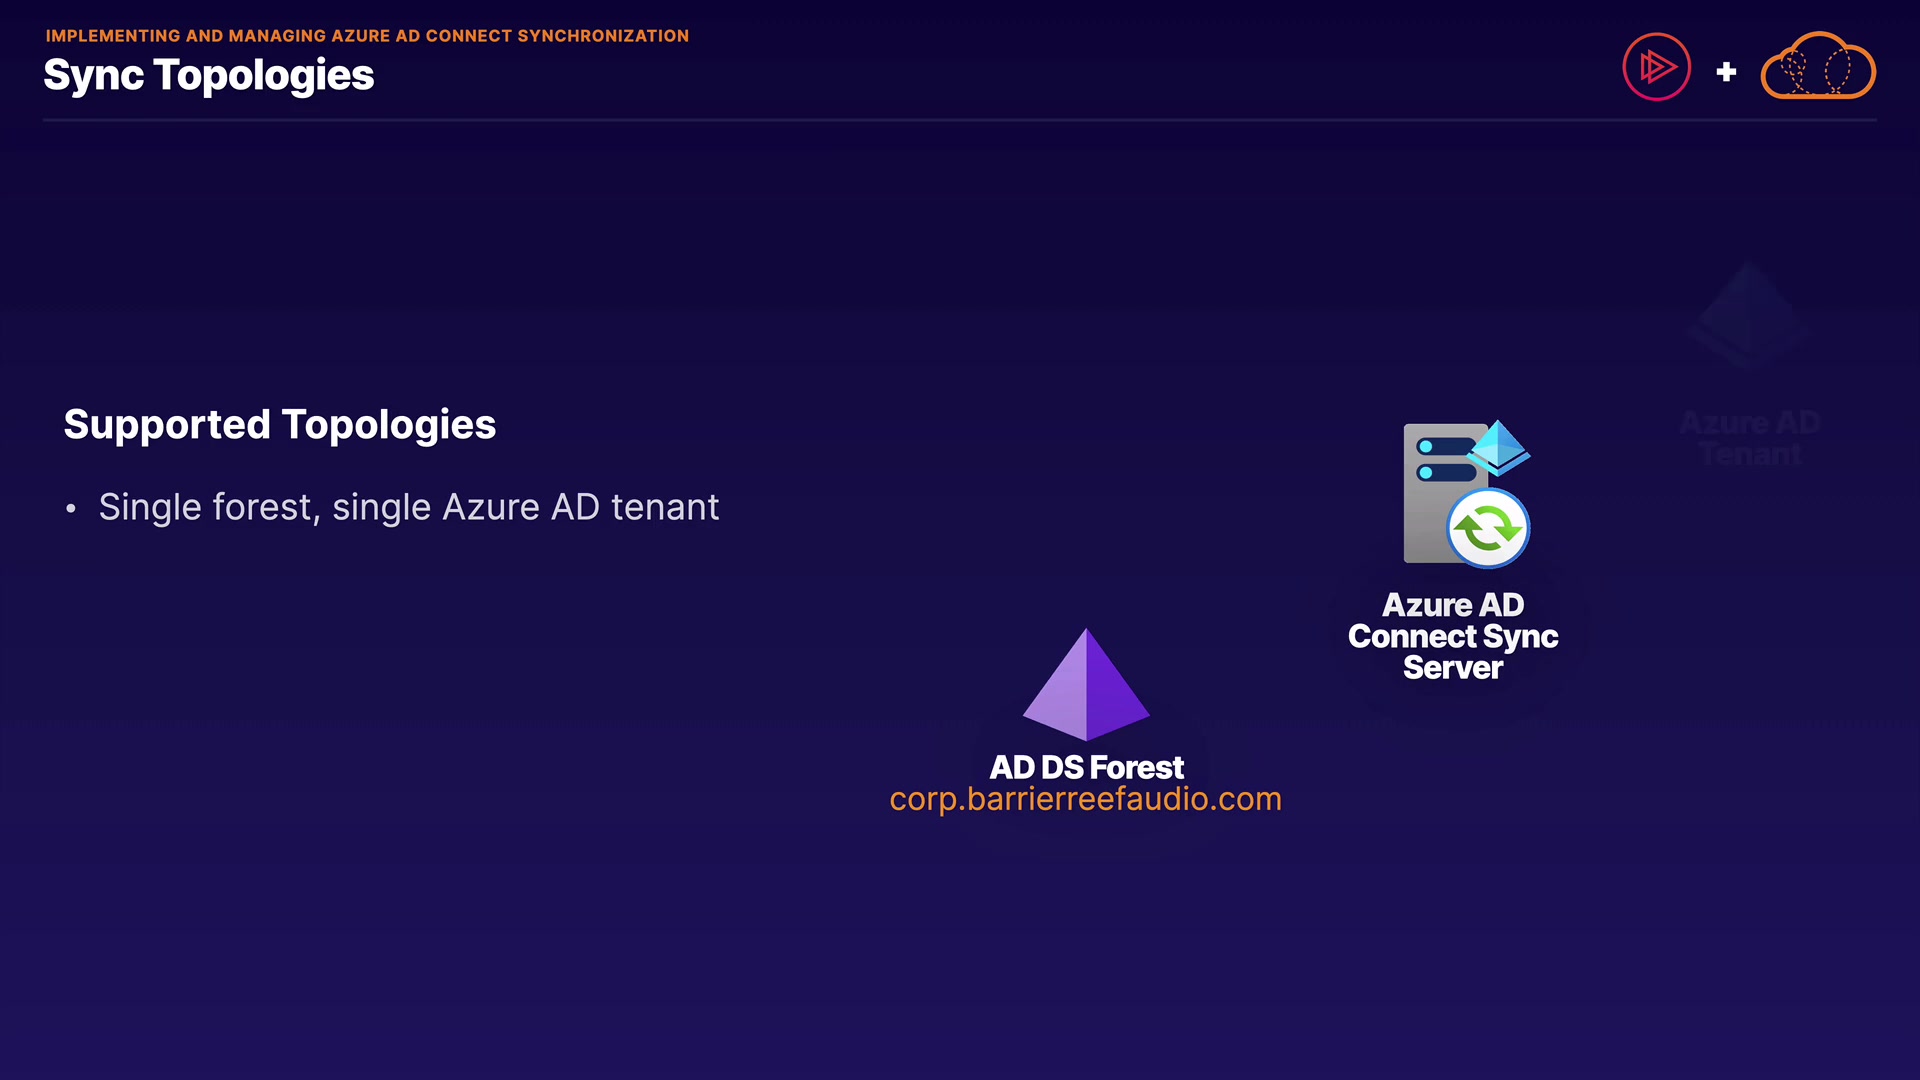 IMPLEMENTING AND MANAGING AZURE AD CONNECT SYNCHRONIZATION
Sync Topologies
Supported Topologies
• Single forest, single Azure AD tenant
Azure AD
Tenant
Azure AD
Connect Sync
Server
AD DS Forest
corp.barrierreefaudio.com